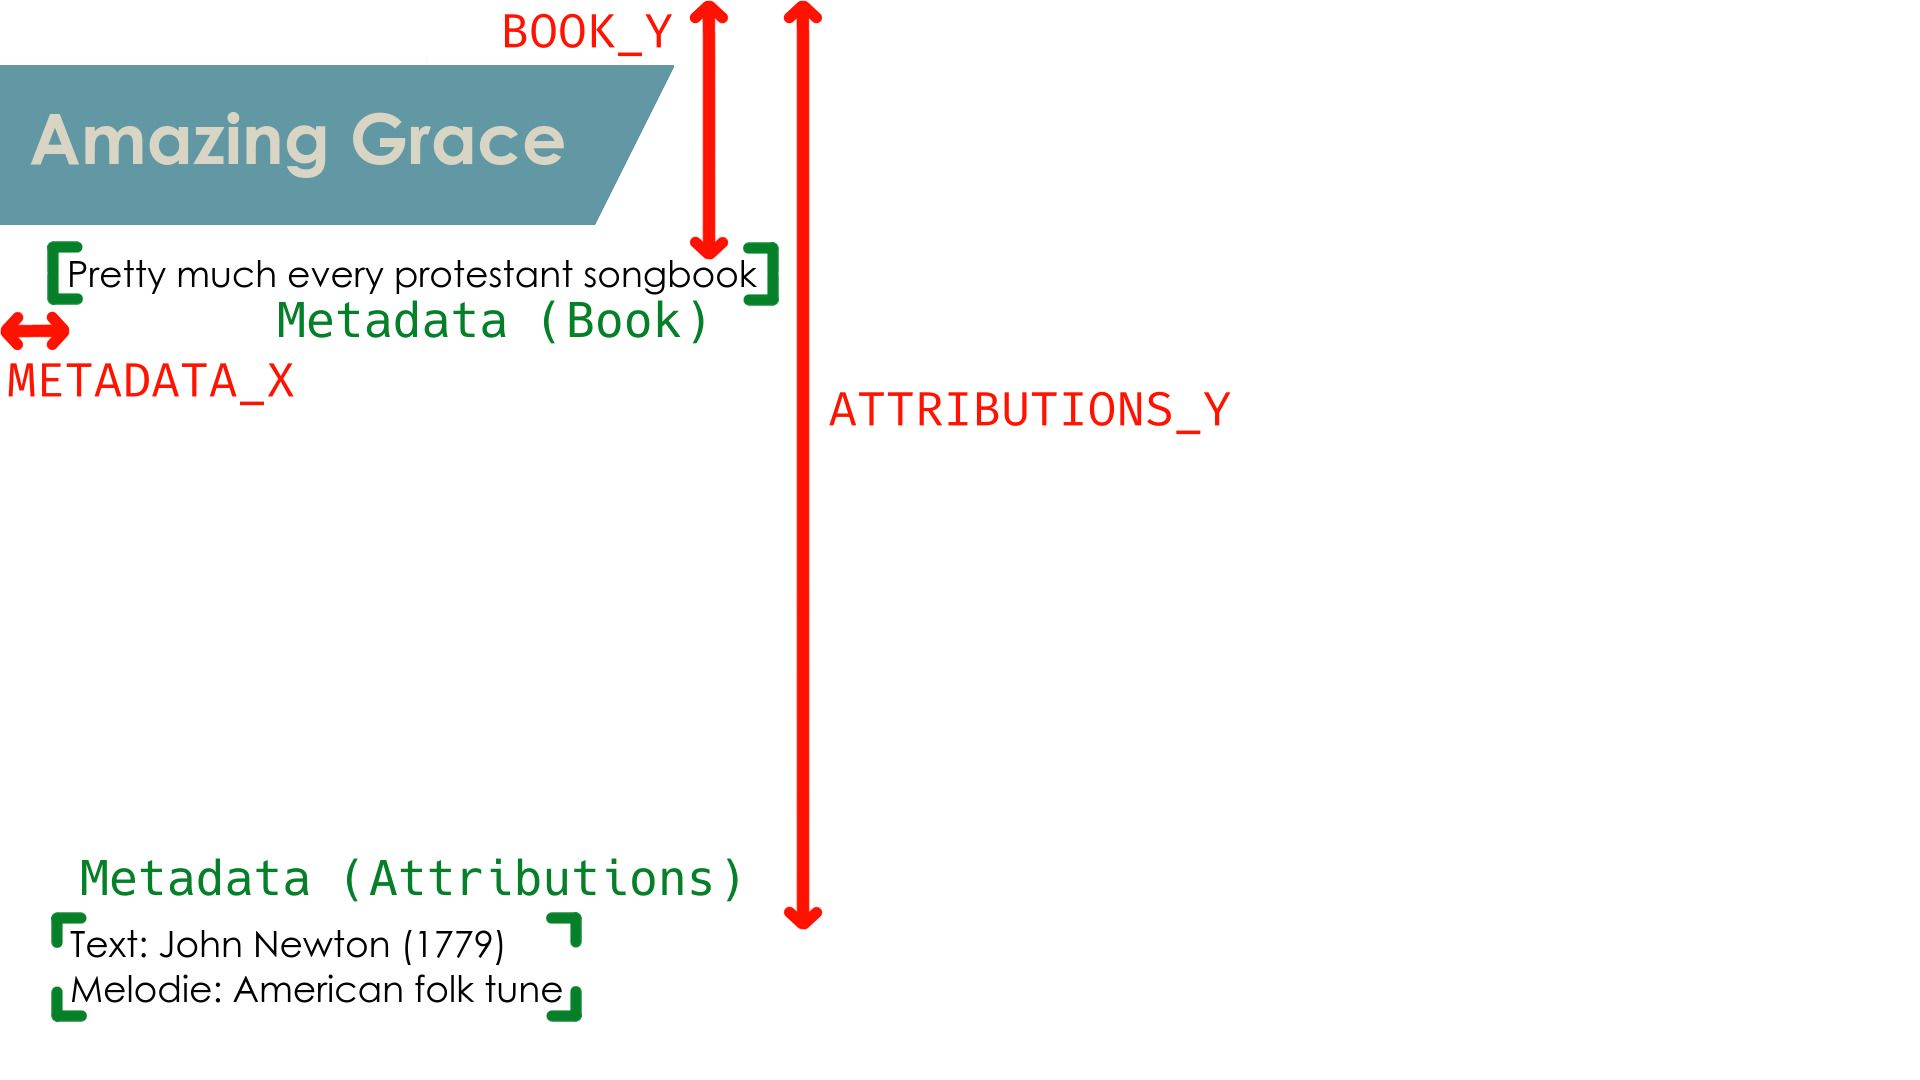 BOOK_Y
Amazing Grace
Pretty much every protestant songbook
Metadata (Book)
METADATA_X
ATTRIBUTIONS_Y
Metadata (Attributions)
Text: John Newton (1779)
Melodie: American folk tune